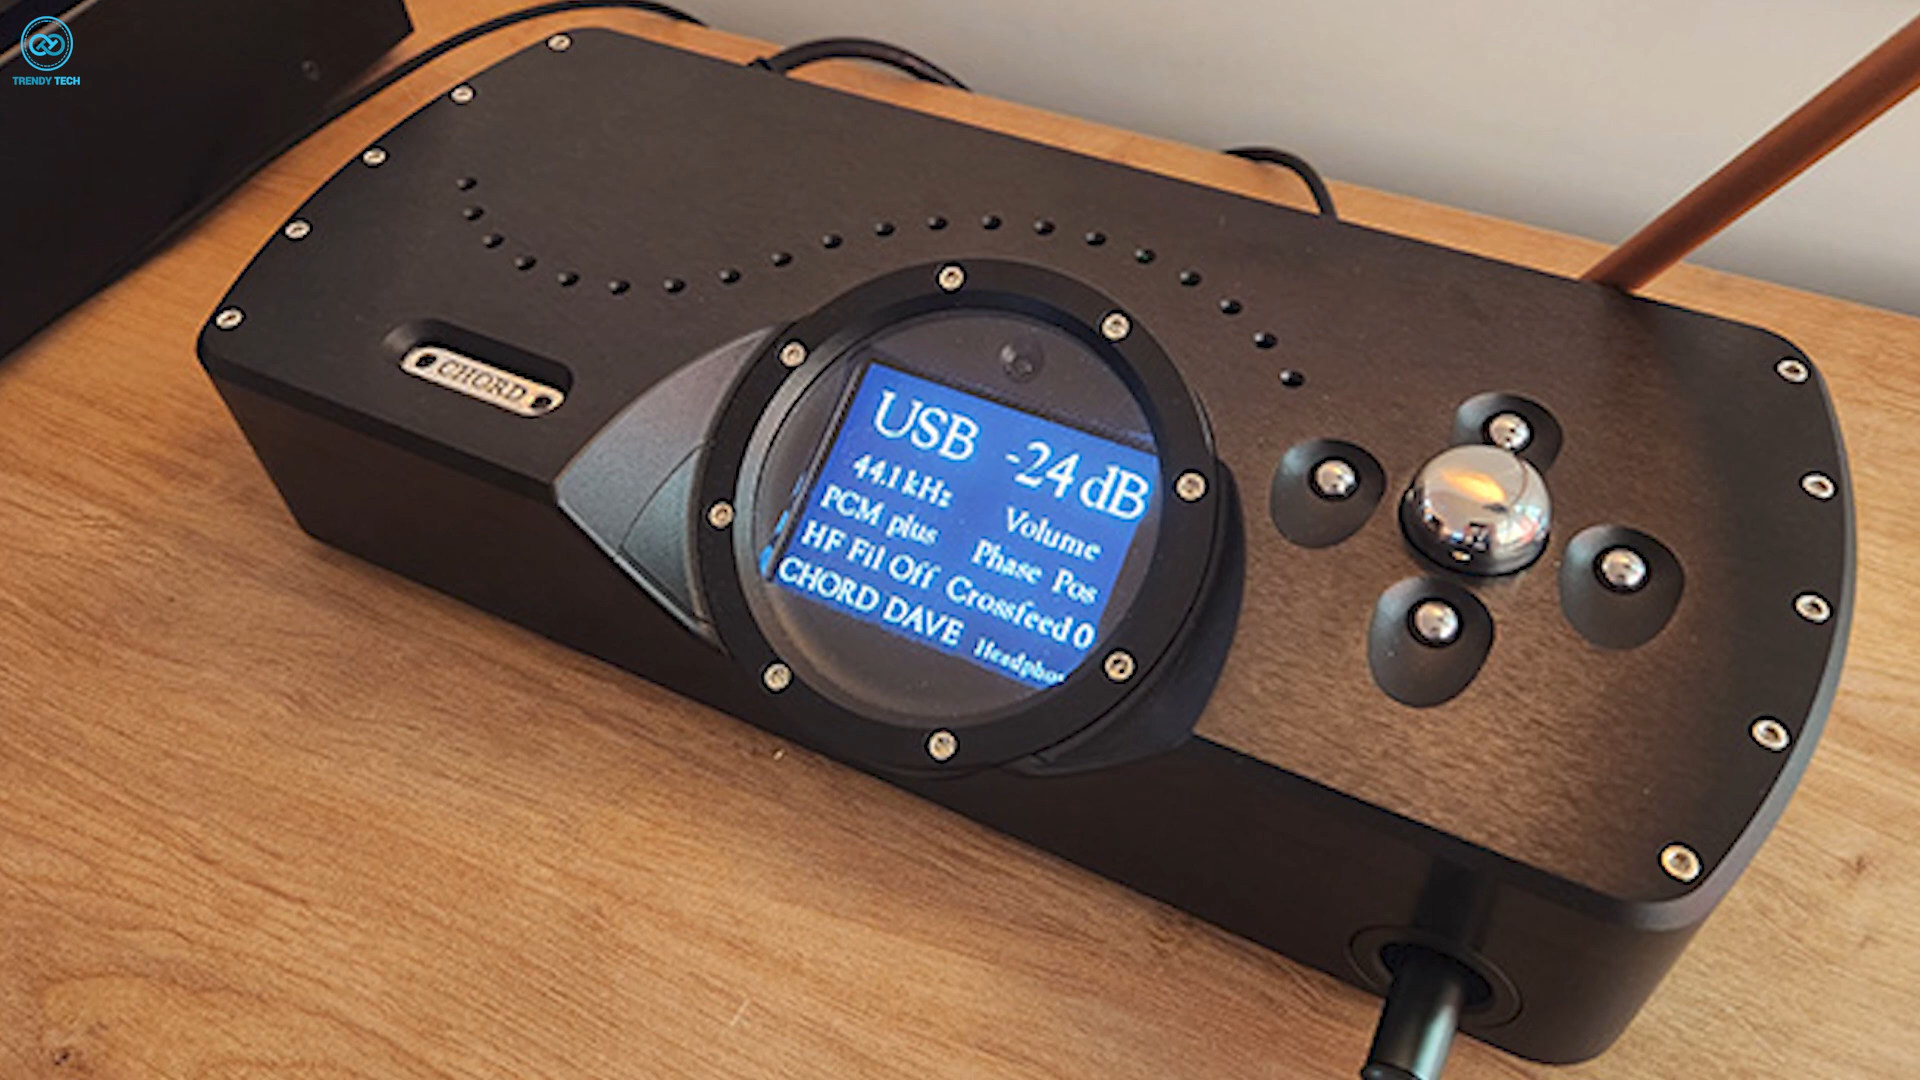 TRENDY TECH
CHORD
USB -24 dB
44.1 kHz Volume
PCM plus Phase Pos
HF Fil Off Crossfeed 0
CHORD DAVE